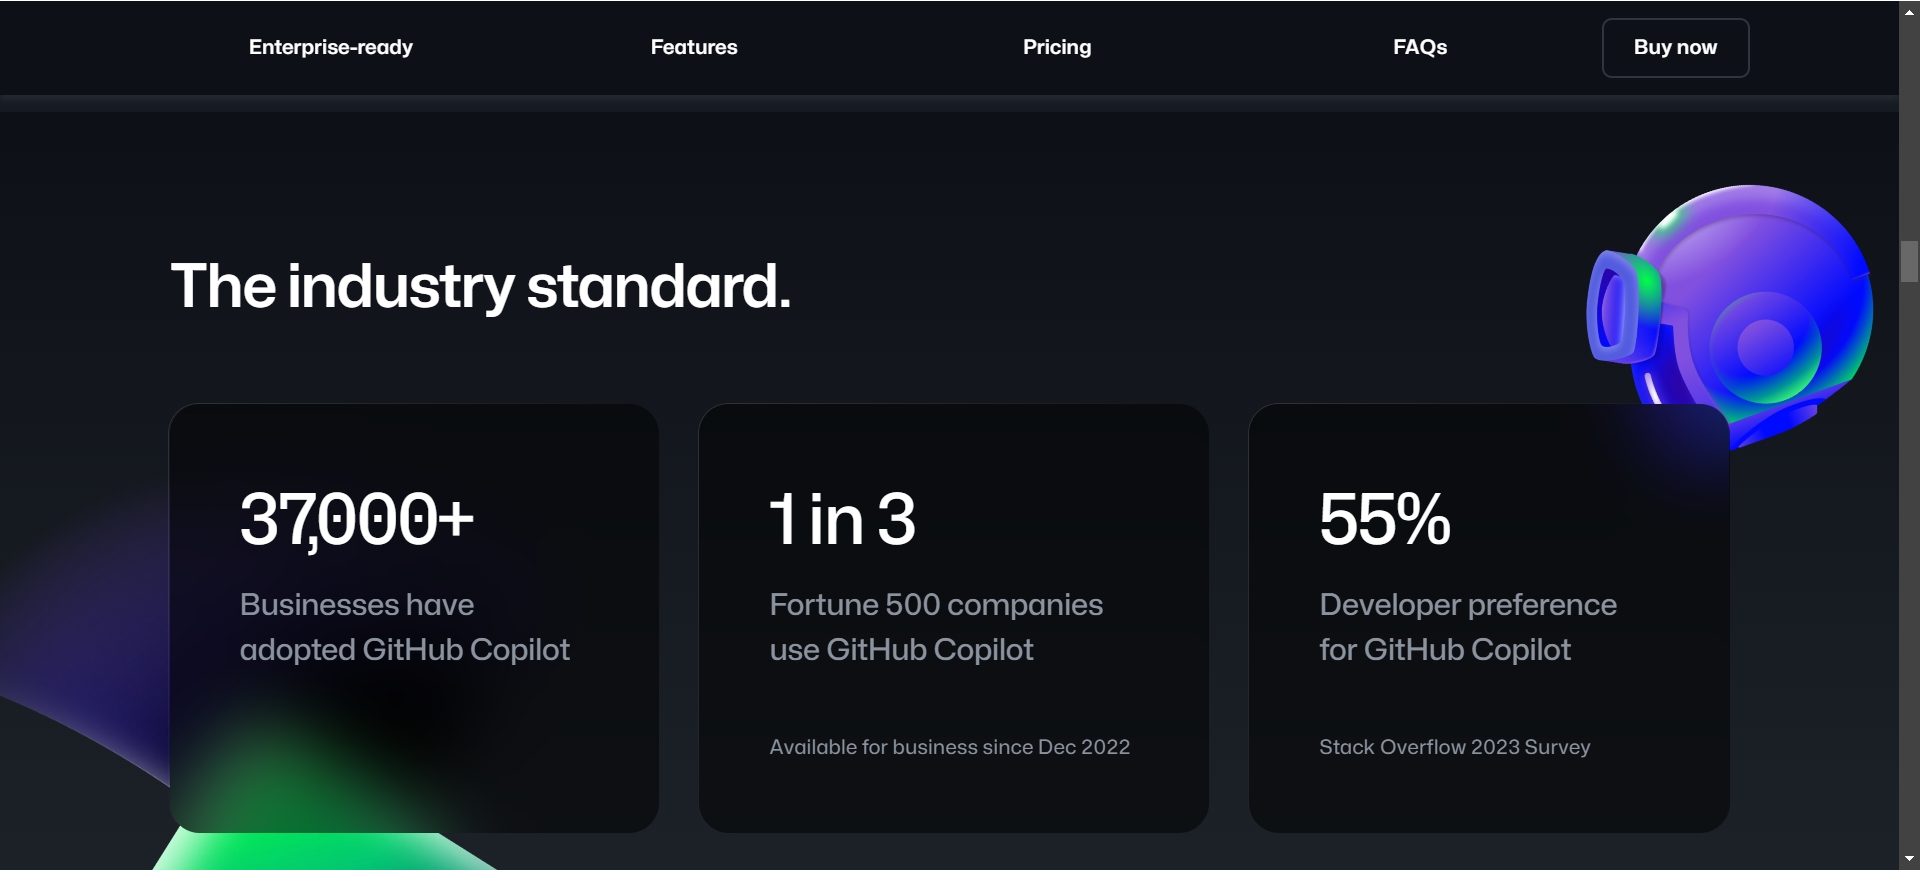 Enterprise-ready
Features
Pricing
FAQs
Buy now
The industry standard.
37,000+
Businesses have
adopted GitHub Copilot
1 in 3
Fortune 500 companies
use GitHub Copilot
Available for business since Dec 2022
55%
Developer preference
for GitHub Copilot
Stack Overflow 2023 Survey